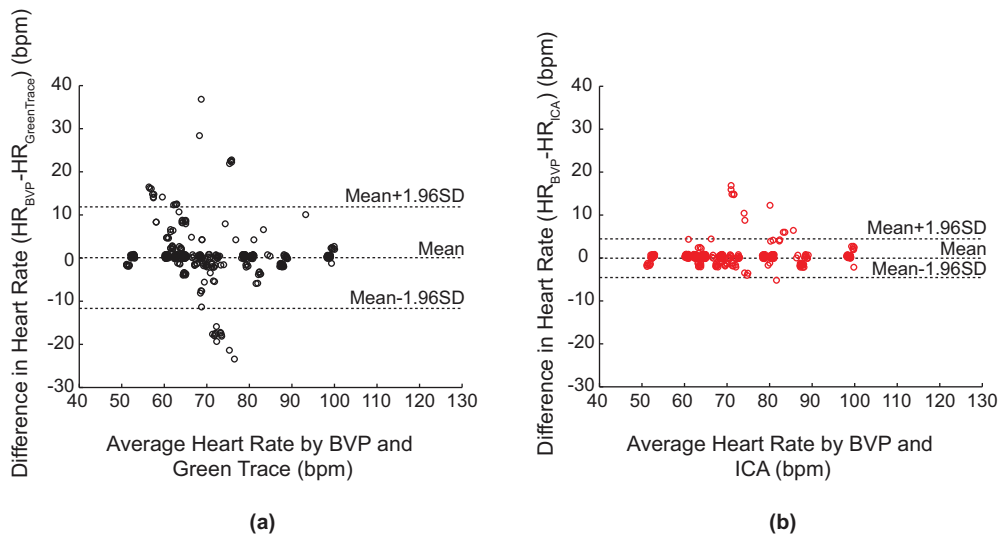 Difference in Heart Rate (HR_BVP-HR_GreenTrace) (bpm)
40
30
20
10
0
-10
-20
-30
Mean+1.96SD
Mean
Mean-1.96SD
40 50 60 70 80 90 100 110 120 130
Average Heart Rate by BVP and
Green Trace (bpm)
(a)
Difference in Heart Rate (HR_BVP-HR_ICA) (bpm)
40
30
20
10
0
-10
-20
-30
Mean+1.96SD
Mean
Mean-1.96SD
40 50 60 70 80 90 100 110 120 130
Average Heart Rate by BVP and
ICA (bpm)
(b)